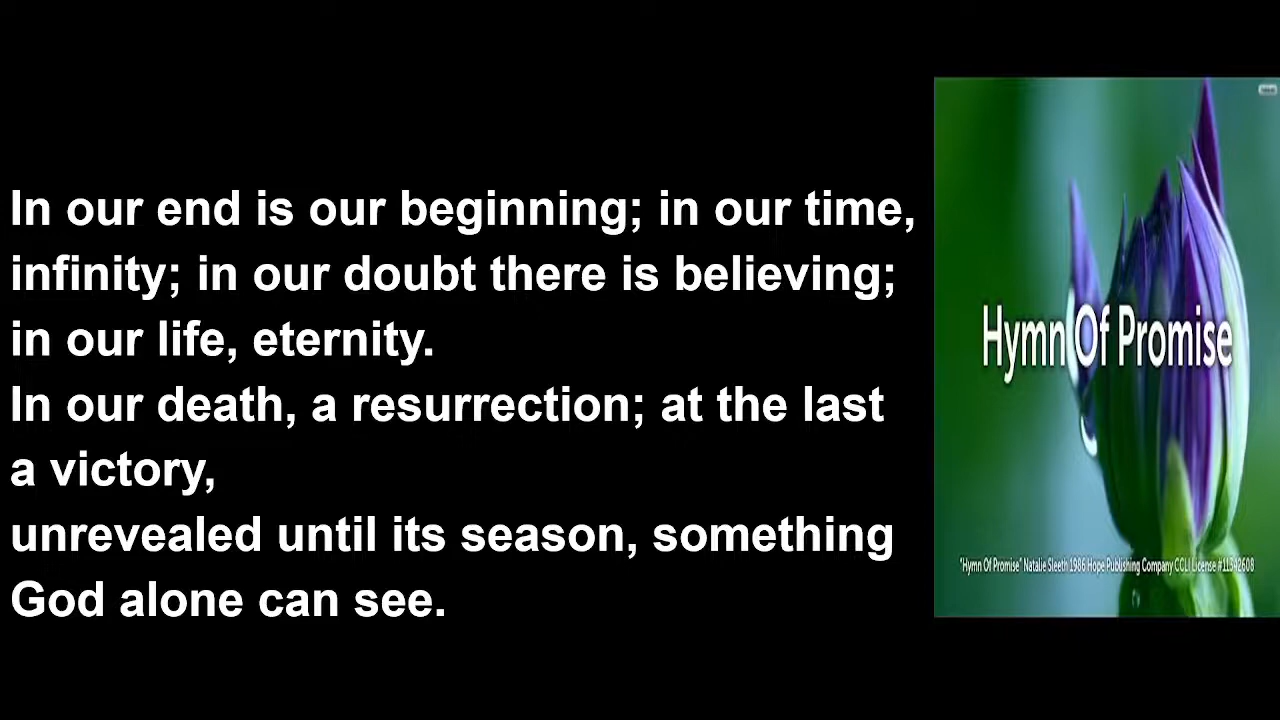 In our end is our beginning; in our time,
infinity; in our doubt there is believing;
in our life, eternity.
In our death, a resurrection; at the last
a victory,
unrevealed until its season, something
God alone can see.
Hymn Of Promise
"Hymn Of Promise" Natalie Sleeth 1986 Hope Publishing Company CCLI License #11342608